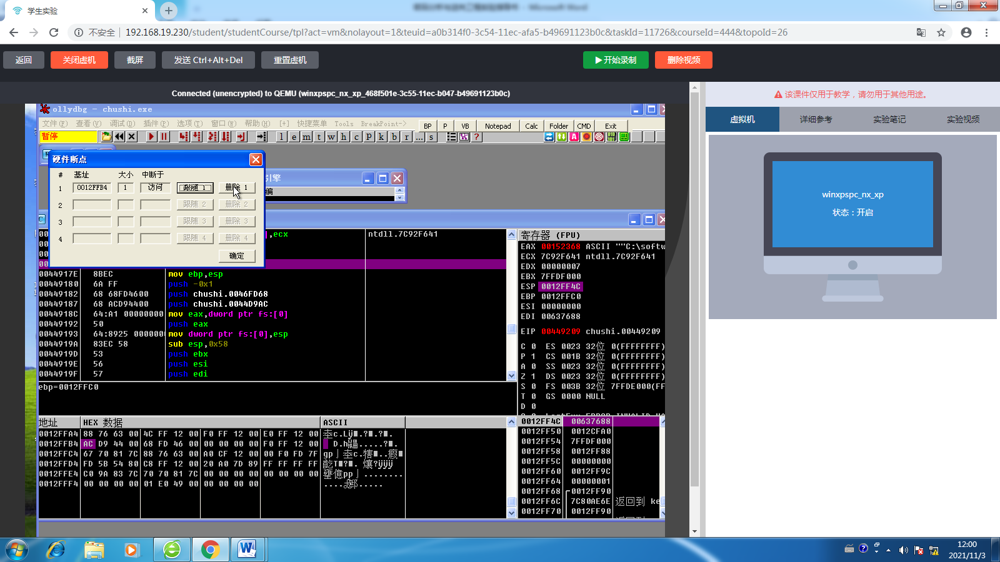 学生实验
不安全 192.168.19.230/student/studentCourse/tpl?act=vm&nolayout=1&teuid=a0b314f0-3c54-11ec-afa5-b49691123b0c&taskId=11726&courseId=444&topoId=26
返回 关闭虚机 截屏 发送 Ctrl+Alt+Del 重置虚机 ▶开始录制 删除视频
Connected (unencrypted) to QEMU (winxpspc_nx_xp_468f501e-3c55-11ec-b047-b49691123b0c)
该课件仅用于教学，请勿用于其他用途。
虚拟机 详细参考 实验笔记 实验视频
winxpspc_nx_xp
状态：开启
ollydbg - chushi.exe
文件(F) 查看(V) 调试(D) 插件(P) 选项(T) 窗口(W) 帮助(H) [+] 快捷菜单 Tools BreakPoint->
BP P VB Notepad Calc Folder CMD Exit
暂停
l e m t w h c p k b r ... s ?
硬件断点
# 基址 大小 中断于
1 0012FFB4 1 访问 跟随 1 删除 1
2 跟随 2 删除 2
3 跟随 3 删除 3
4 跟随 4 删除 4
确定
引擎
编
,ecx ntdll.7C92F641
0044917E 8BEC mov ebp,esp
00449180 6A FF push -0x1
00449182 68 68FD4600 push chushi.0046FD68
00449187 68 ACD94400 push chushi.0044D9AC
0044918C 64:A1 00000000 mov eax,dword ptr fs:[0]
00449192 50 push eax
00449193 64:8925 000000 mov dword ptr fs:[0],esp
0044919A 83EC 58 sub esp,0x58
0044919D 53 push ebx
0044919E 56 push esi
0044919F 57 push edi
ebp=0012FFC0
寄存器 (FPU)
EAX 00152368 ASCII ""C:\softw
ECX 7C92F641 ntdll.7C92F641
EDX 00000007
EBX 7FFDF000
ESP 0012FF4C
EBP 0012FFC0
ESI 00000000
EDI 00637688
EIP 00449209 chushi.00449209
C 0 ES 0023 32位 0(FFFFFFFF)
P 1 CS 001B 32位 0(FFFFFFFF)
A 0 SS 0023 32位 0(FFFFFFFF)
Z 1 DS 0023 32位 0(FFFFFFFF)
S 0 FS 003B 32位 7FFDE000(FF
T 0 GS 0000 NULL
D 0
地址 HEX 数据 ASCII
0012FFA4 88 76 63 00 4C FF 12 00 F0 FF 12 00 E0 FF 12 00
0012FFB4 AC D9 44 00 68 FD 46 00 00 00 00 00 F0 FF 12 00
0012FFC4 67 70 81 7C 88 76 63 00 A0 CF 12 00 00 F0 FD 7F
0012FFD4 FD 5B 54 80 C8 FF 12 00 20 A0 7D 89 FF FF FF FF
0012FFE4 C0 9A 83 7C 70 70 81 7C 00 00 00 00 00 00 00 00
0012FFF4 00 00 00 00 01 E0 49 00 00 00 00 00
0012FF4C 00637688
0012FF50 0012CFA0
0012FF54 7FFDF000
0012FF58 0012FF88
0012FF5C 00000000
0012FF60 0012FF9C
0012FF64 00000001
0012FF68 0012FF90
0012FF6C 7C80AE6E 返回到 ke
0012FF70 0012FF90
12:00
2021/11/3